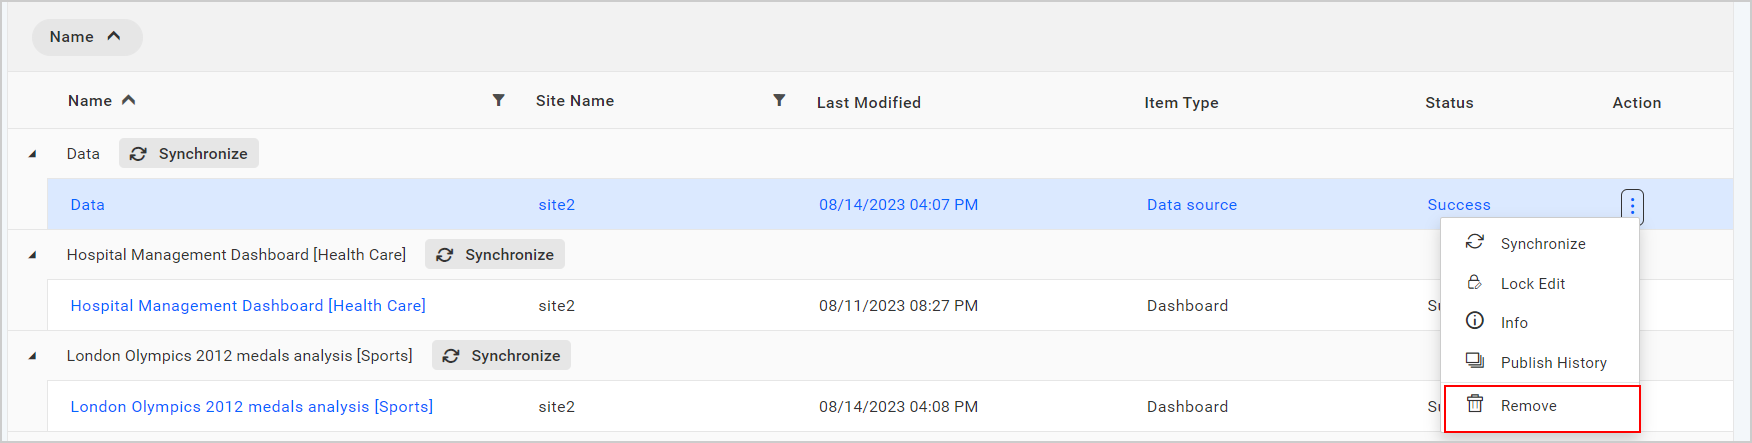 Name
Name Site Name Last Modified Item Type Status Action
Data Synchronize
Data site2 08/14/2023 04:07 PM Data source Success
Synchronize
Hospital Management Dashboard [Health Care] Synchronize
Lock Edit
Hospital Management Dashboard [Health Care] site2 08/11/2023 08:27 PM Dashboard
Info
London Olympics 2012 medals analysis [Sports] Synchronize
Publish History
London Olympics 2012 medals analysis [Sports] site2 08/14/2023 04:08 PM Dashboard
Remove